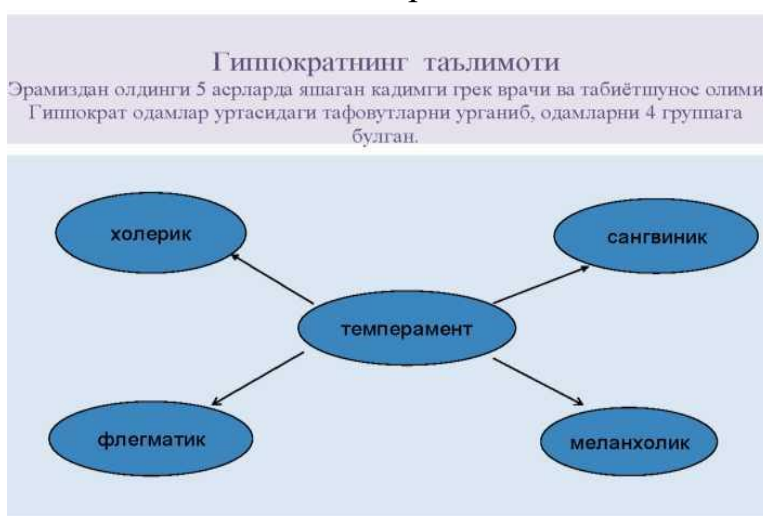 Гиппократнинг таълимоти
Эрамиздан олдинги 5 асрларда яшаган кадимги грек врачи ва табиётшунос олими
Гиппократ одамлар уртасидаги тафовутларни урганиб, одамларни 4 группага
булган.
холерик
сангвиник
темперамент
флегматик
меланхолик